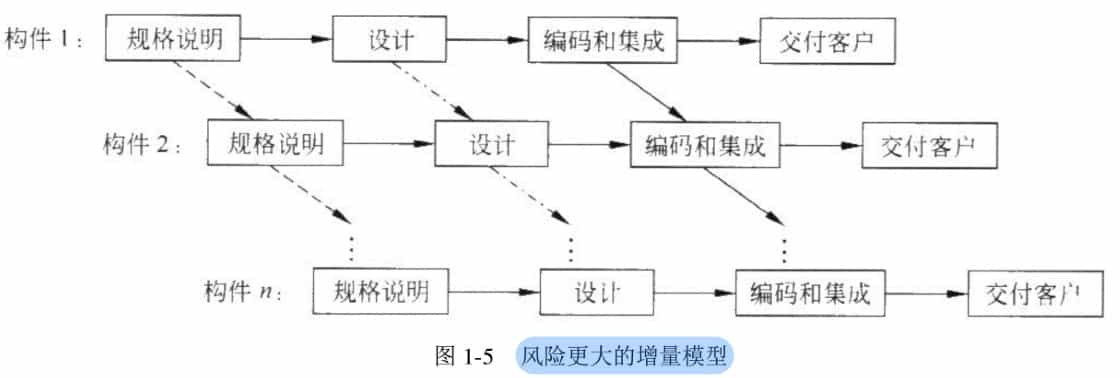 构件 1： 规格说明 设计 编码和集成 交付客户
构件 2： 规格说明 设计 编码和集成 交付客户
⋮ ⋮ ⋮
构件 n： 规格说明 设计 编码和集成 交付客户
图 1-5 风险更大的增量模型